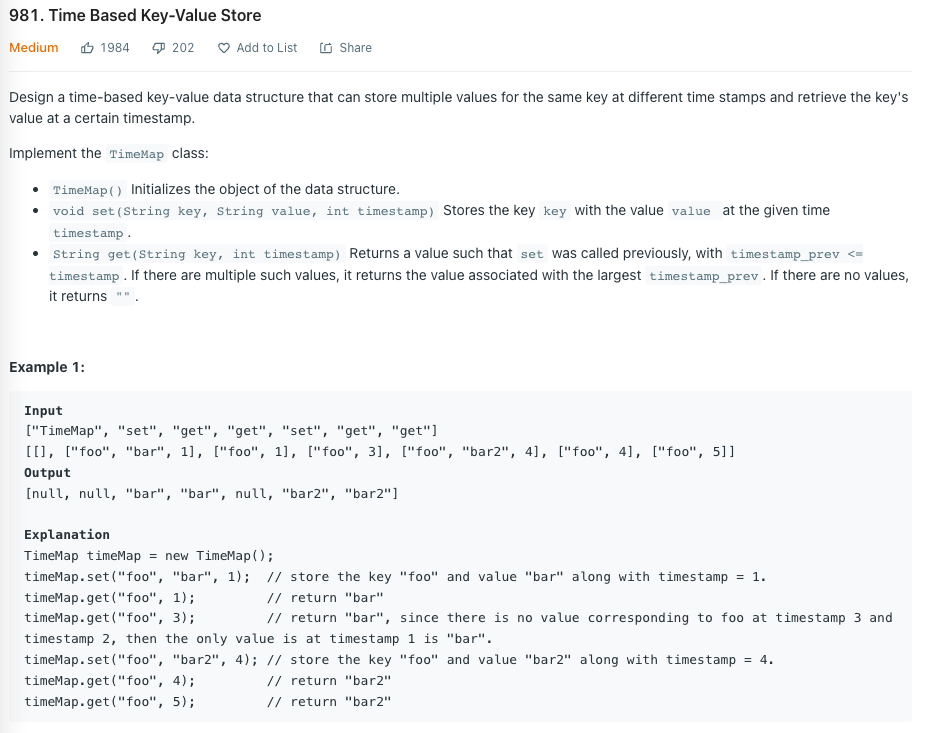 981. Time Based Key-Value Store
Medium 1984 202 Add to List Share
Design a time-based key-value data structure that can store multiple values for the same key at different time stamps and retrieve the key's
value at a certain timestamp.
Implement the TimeMap class:
• TimeMap() Initializes the object of the data structure.
• void set(String key, String value, int timestamp) Stores the key key with the value value at the given time
timestamp.
• String get(String key, int timestamp) Returns a value such that set was called previously, with timestamp_prev <=
timestamp. If there are multiple such values, it returns the value associated with the largest timestamp_prev. If there are no values,
it returns "".
Example 1:
Input
["TimeMap", "set", "get", "get", "set", "get", "get"]
[[], ["foo", "bar", 1], ["foo", 1], ["foo", 3], ["foo", "bar2", 4], ["foo", 4], ["foo", 5]]
Output
[null, null, "bar", "bar", null, "bar2", "bar2"]
Explanation
TimeMap timeMap = new TimeMap();
timeMap.set("foo", "bar", 1);  // store the key "foo" and value "bar" along with timestamp = 1.
timeMap.get("foo", 1);         // return "bar"
timeMap.get("foo", 3);         // return "bar", since there is no value corresponding to foo at timestamp 3 and
timestamp 2, then the only value is at timestamp 1 is "bar".
timeMap.set("foo", "bar2", 4); // store the key "foo" and value "bar2" along with timestamp = 4.
timeMap.get("foo", 4);         // return "bar2"
timeMap.get("foo", 5);         // return "bar2"